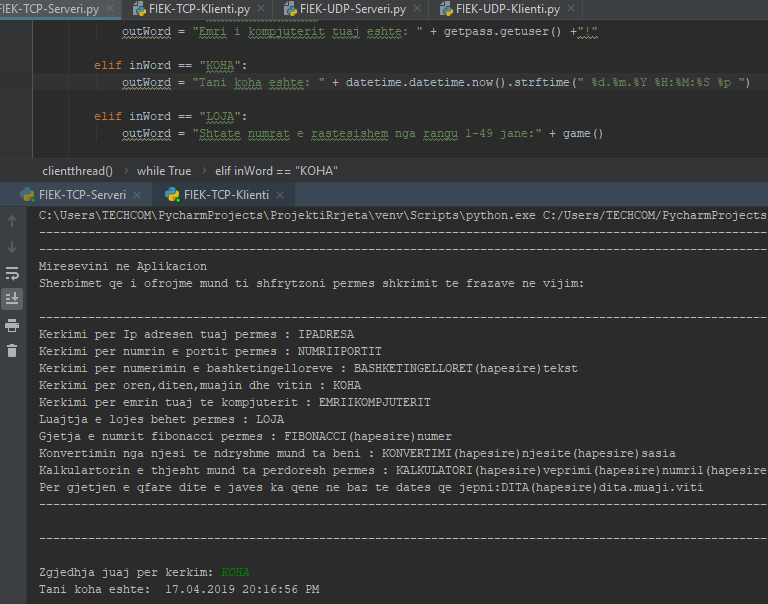 FIEK-TCP-Serveri.py FIEK-TCP-Klienti.py FIEK-UDP-Serveri.py FIEK-UDP-Klienti.py
outWord = "Emri i kompjuterit tuaj eshte: " + getpass.getuser() +"!"
elif inWord == "KOHA":
outWord = "Tani koha eshte: " + datetime.datetime.now().strftime(" %d.%m.%Y %H:%M:%S %p ")
elif inWord == "LOJA":
outWord = "Shtate numrat e rastesishem nga rangu 1-49 jane:" + game()
clientthread() › while True › elif inWord == "KOHA"
FIEK-TCP-Serveri FIEK-TCP-Klienti
C:\Users\TECHCOM\PycharmProjects\ProjektiRrjeta\venv\Scripts\python.exe C:/Users/TECHCOM/PycharmProjects
Miresevini ne Aplikacion
Sherbimet qe i ofrojme mund ti shfrytzoni permes shkrimit te frazave ne vijim:
Kerkimi per Ip adresen tuaj permes : IPADRESA
Kerkimi per numrin e portit permes : NUMRIIPORTIT
Kerkimi per numerimin e bashketingelloreve : BASHKETINGELLORET(hapesire)tekst
Kerkimi per oren,diten,muajin dhe vitin : KOHA
Kerkimi per emrin tuaj te kompjuterit : EMRIIKOMPJUTERIT
Luajtja e lojes behet permes : LOJA
Gjetja e numrit fibonacci permes : FIBONACCI(hapesire)numer
Konvertimin nga njesi te ndryshme mund ta beni : KONVERTIMI(hapesire)njesite(hapesire)sasia
Kalkulartorin e thjesht mund ta perdoresh permes : KALKULATORI(hapesire)veprimi(hapesire)numri1(hapesire
Per gjetjen e qfare dite e javes ka qene ne baz te dates qe jepni:DITA(hapesire)dita.muaji.viti
Zgjedhja juaj per kerkim: KOHA
Tani koha eshte:  17.04.2019 20:16:56 PM